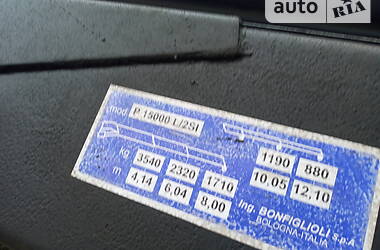 auto
RIA
mod. P 15000 L/2SI
kg 3540 2320 1710 1190 880
m 4,14 6,04 8,00 10,05 12,10
Ing. BONFIGLIOLI S.p.A
BOLOGNA-ITALIA